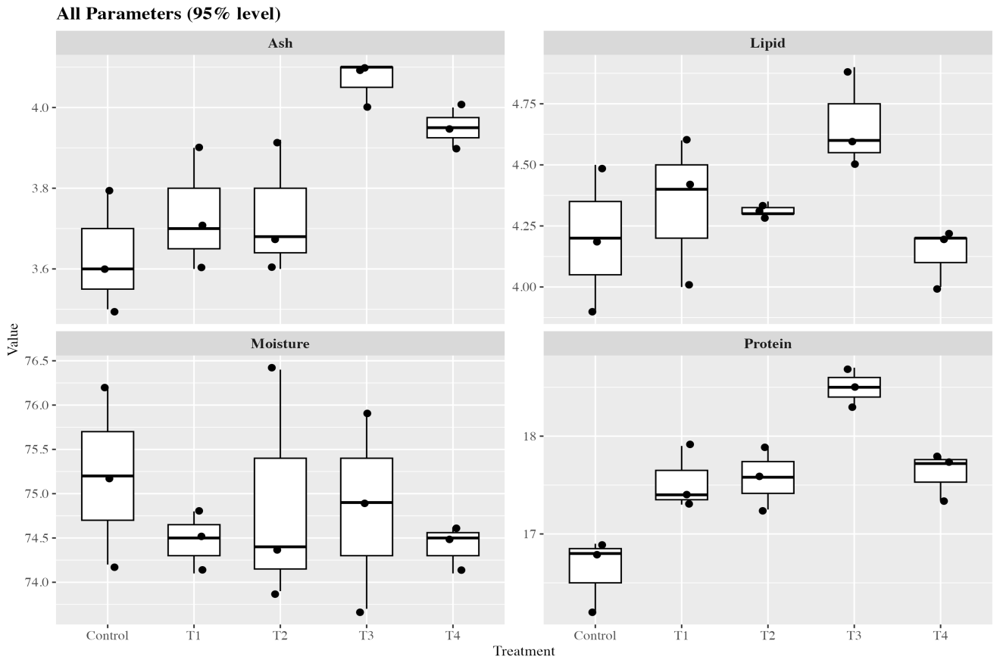 All Parameters (95% level)
Ash
Lipid
4.0
3.8
3.6
4.75
4.50
4.25
4.00
Moisture
Protein
76.5
76.0
75.5
75.0
74.5
74.0
18
17
Value
Control T1 T2 T3 T4
Control T1 T2 T3 T4
Treatment